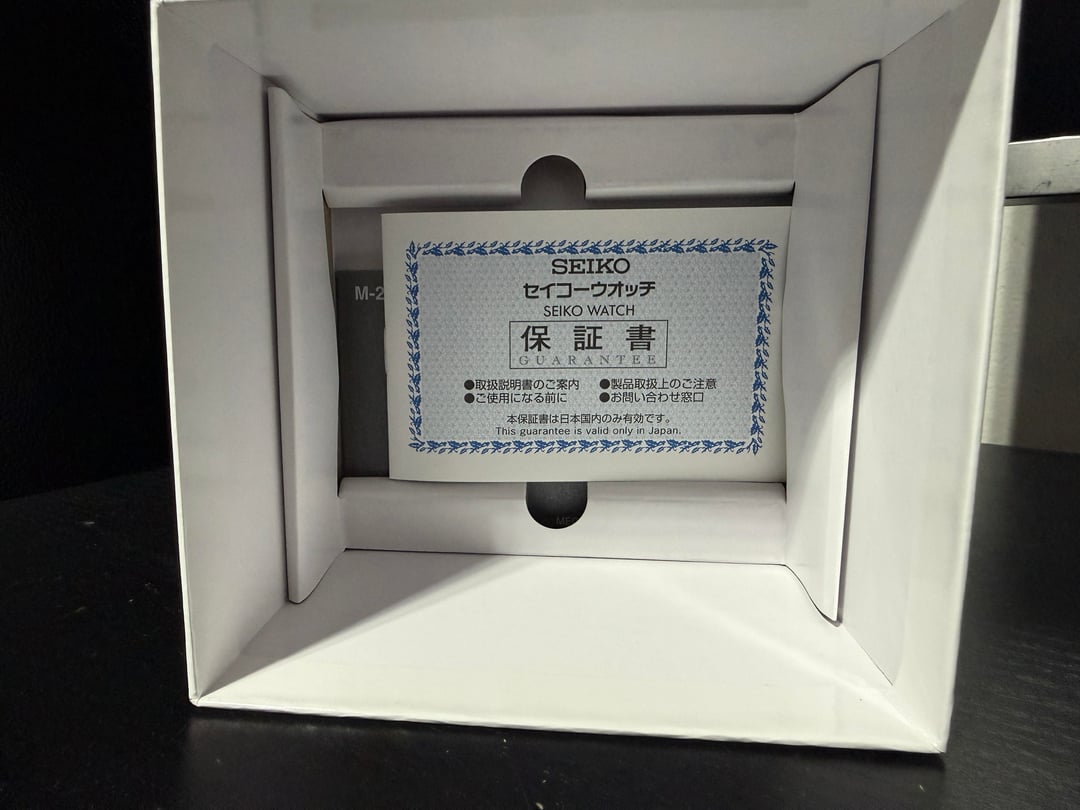 SEIKO
セイコーウオッチ
SEIKO WATCH
保証書
GUARANTEE
●取扱説明書のご案内 ●製品取扱上のご注意
●ご使用になる前に ●お問い合わせ窓口
本保証書は日本国内のみ有効です。
This guarantee is valid only in Japan.
M-2